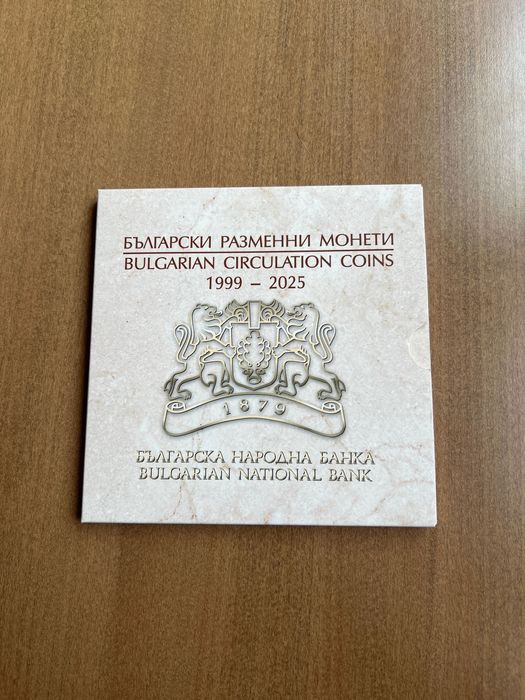 БЪЛГАРСКИ РАЗМЕННИ МОНЕТИ
BULGARIAN CIRCULATION COINS
1999 – 2025
1879
БЪЛГАРСКА НАРОДНА БАНКА
BULGARIAN NATIONAL BANK